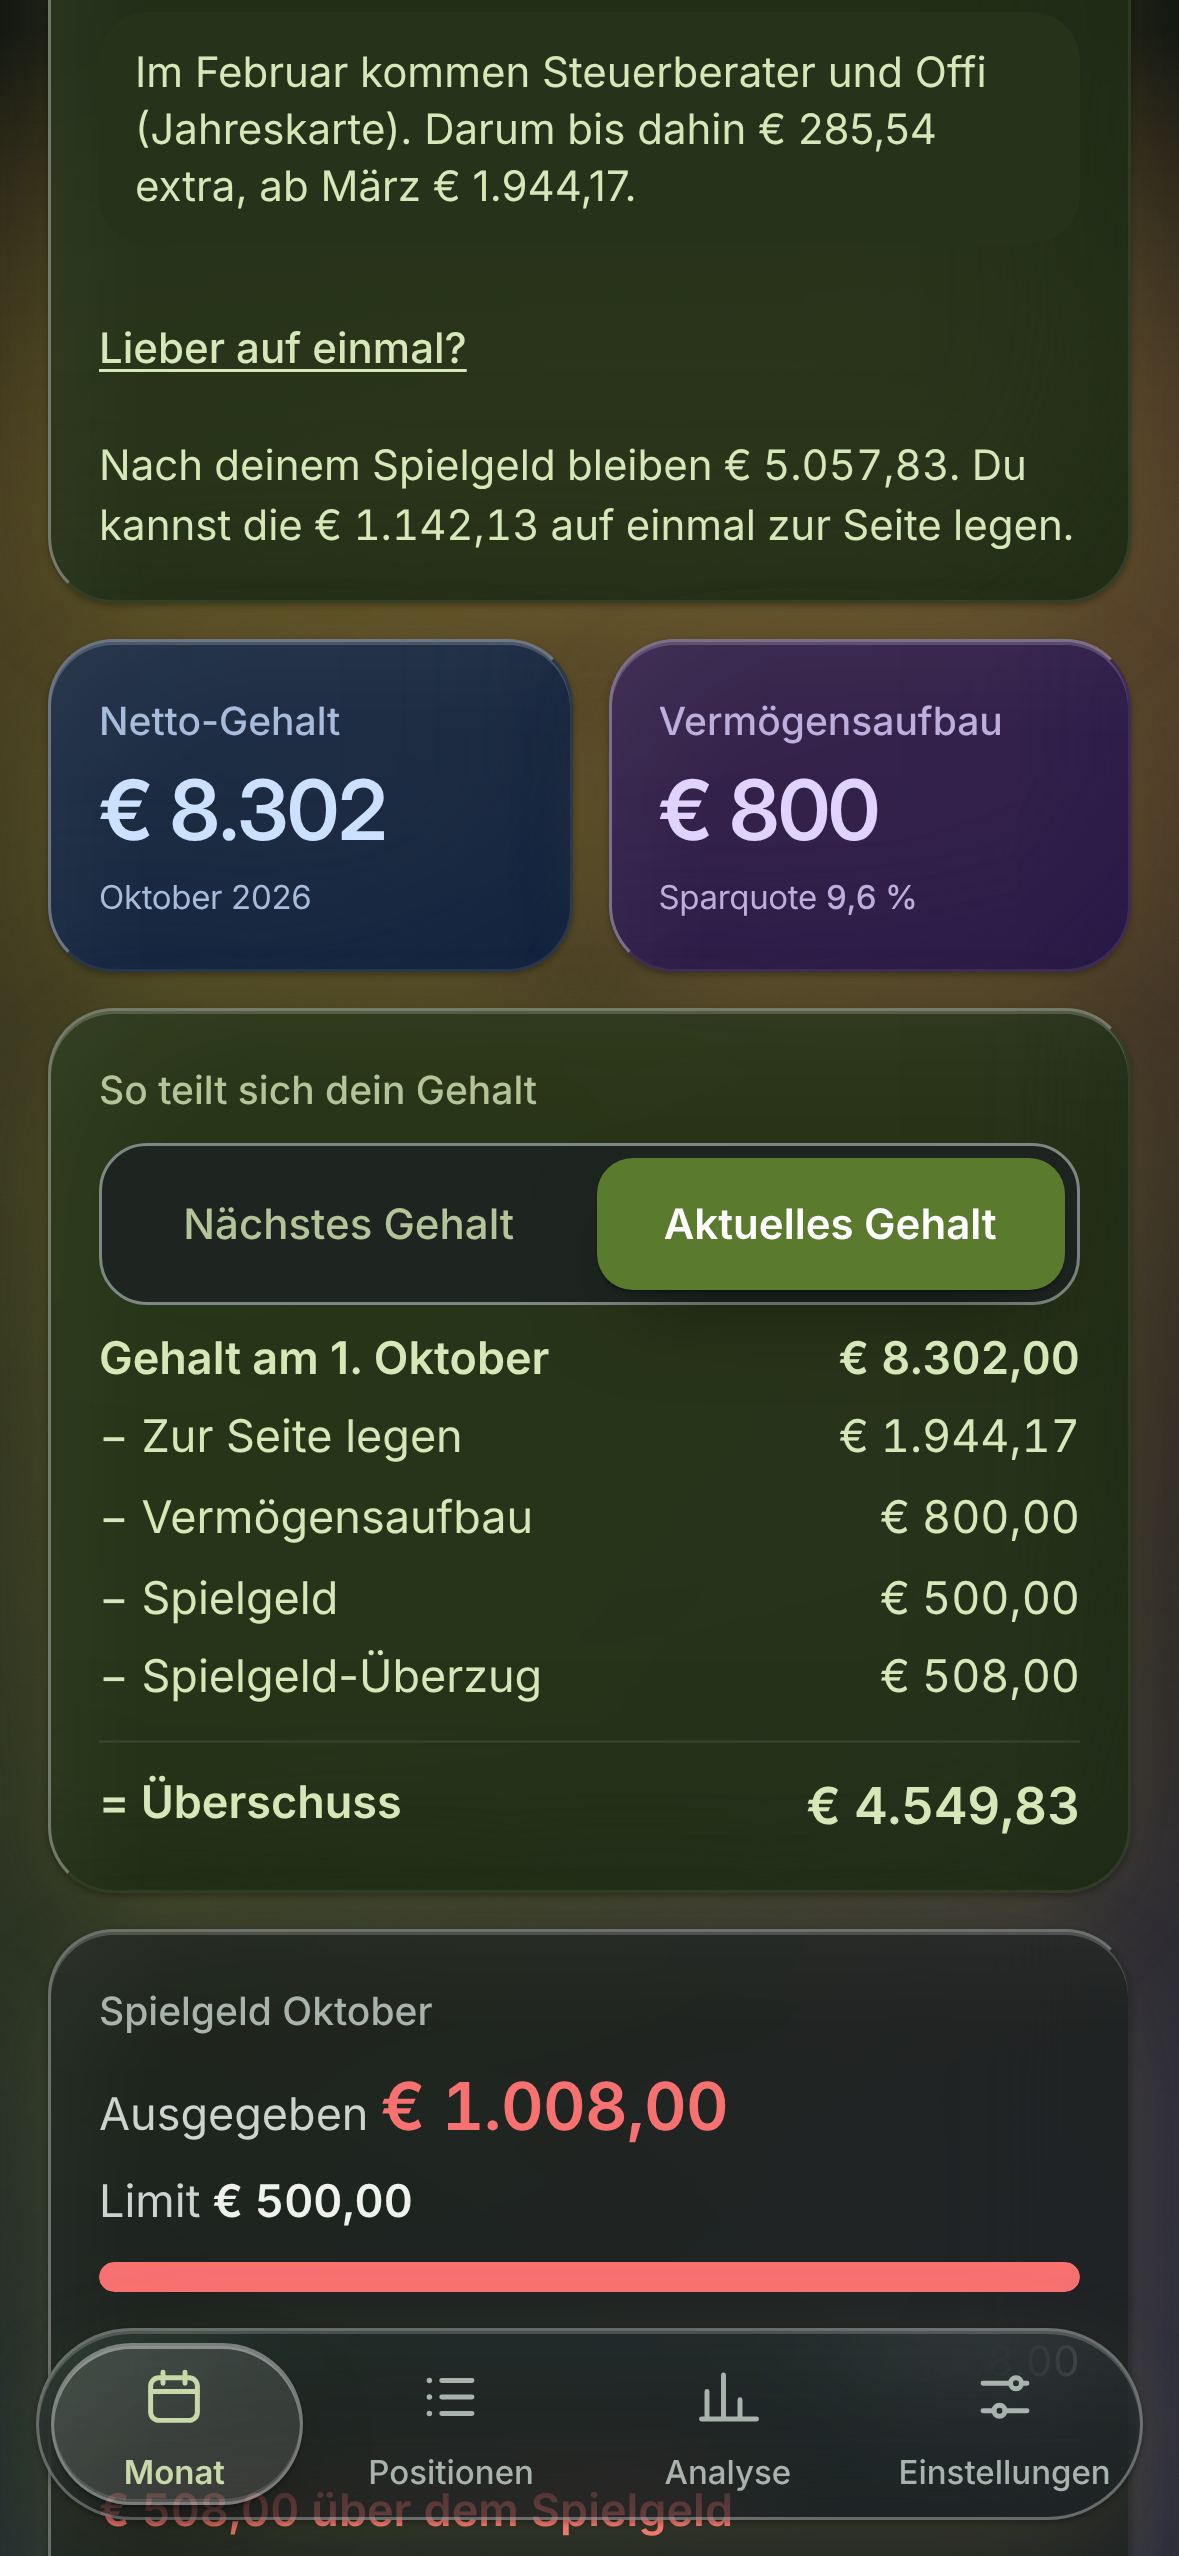 Im Februar kommen Steuerberater und Offi
(Jahreskarte). Darum bis dahin € 285,54
extra, ab März € 1.944,17.
Lieber auf einmal?
Nach deinem Spielgeld bleiben € 5.057,83. Du
kannst die € 1.142,13 auf einmal zur Seite legen.
Netto-Gehalt
€ 8.302
Oktober 2026
Vermögensaufbau
€ 800
Sparquote 9,6 %
So teilt sich dein Gehalt
Nächstes Gehalt
Aktuelles Gehalt
Gehalt am 1. Oktober € 8.302,00
– Zur Seite legen € 1.944,17
– Vermögensaufbau € 800,00
– Spielgeld € 500,00
– Spielgeld-Überzug € 508,00
= Überschuss € 4.549,83
Spielgeld Oktober
Ausgegeben € 1.008,00
Limit € 500,00
Monat
Positionen
Analyse
Einstellungen
€ 508,00 über dem Spielgeld